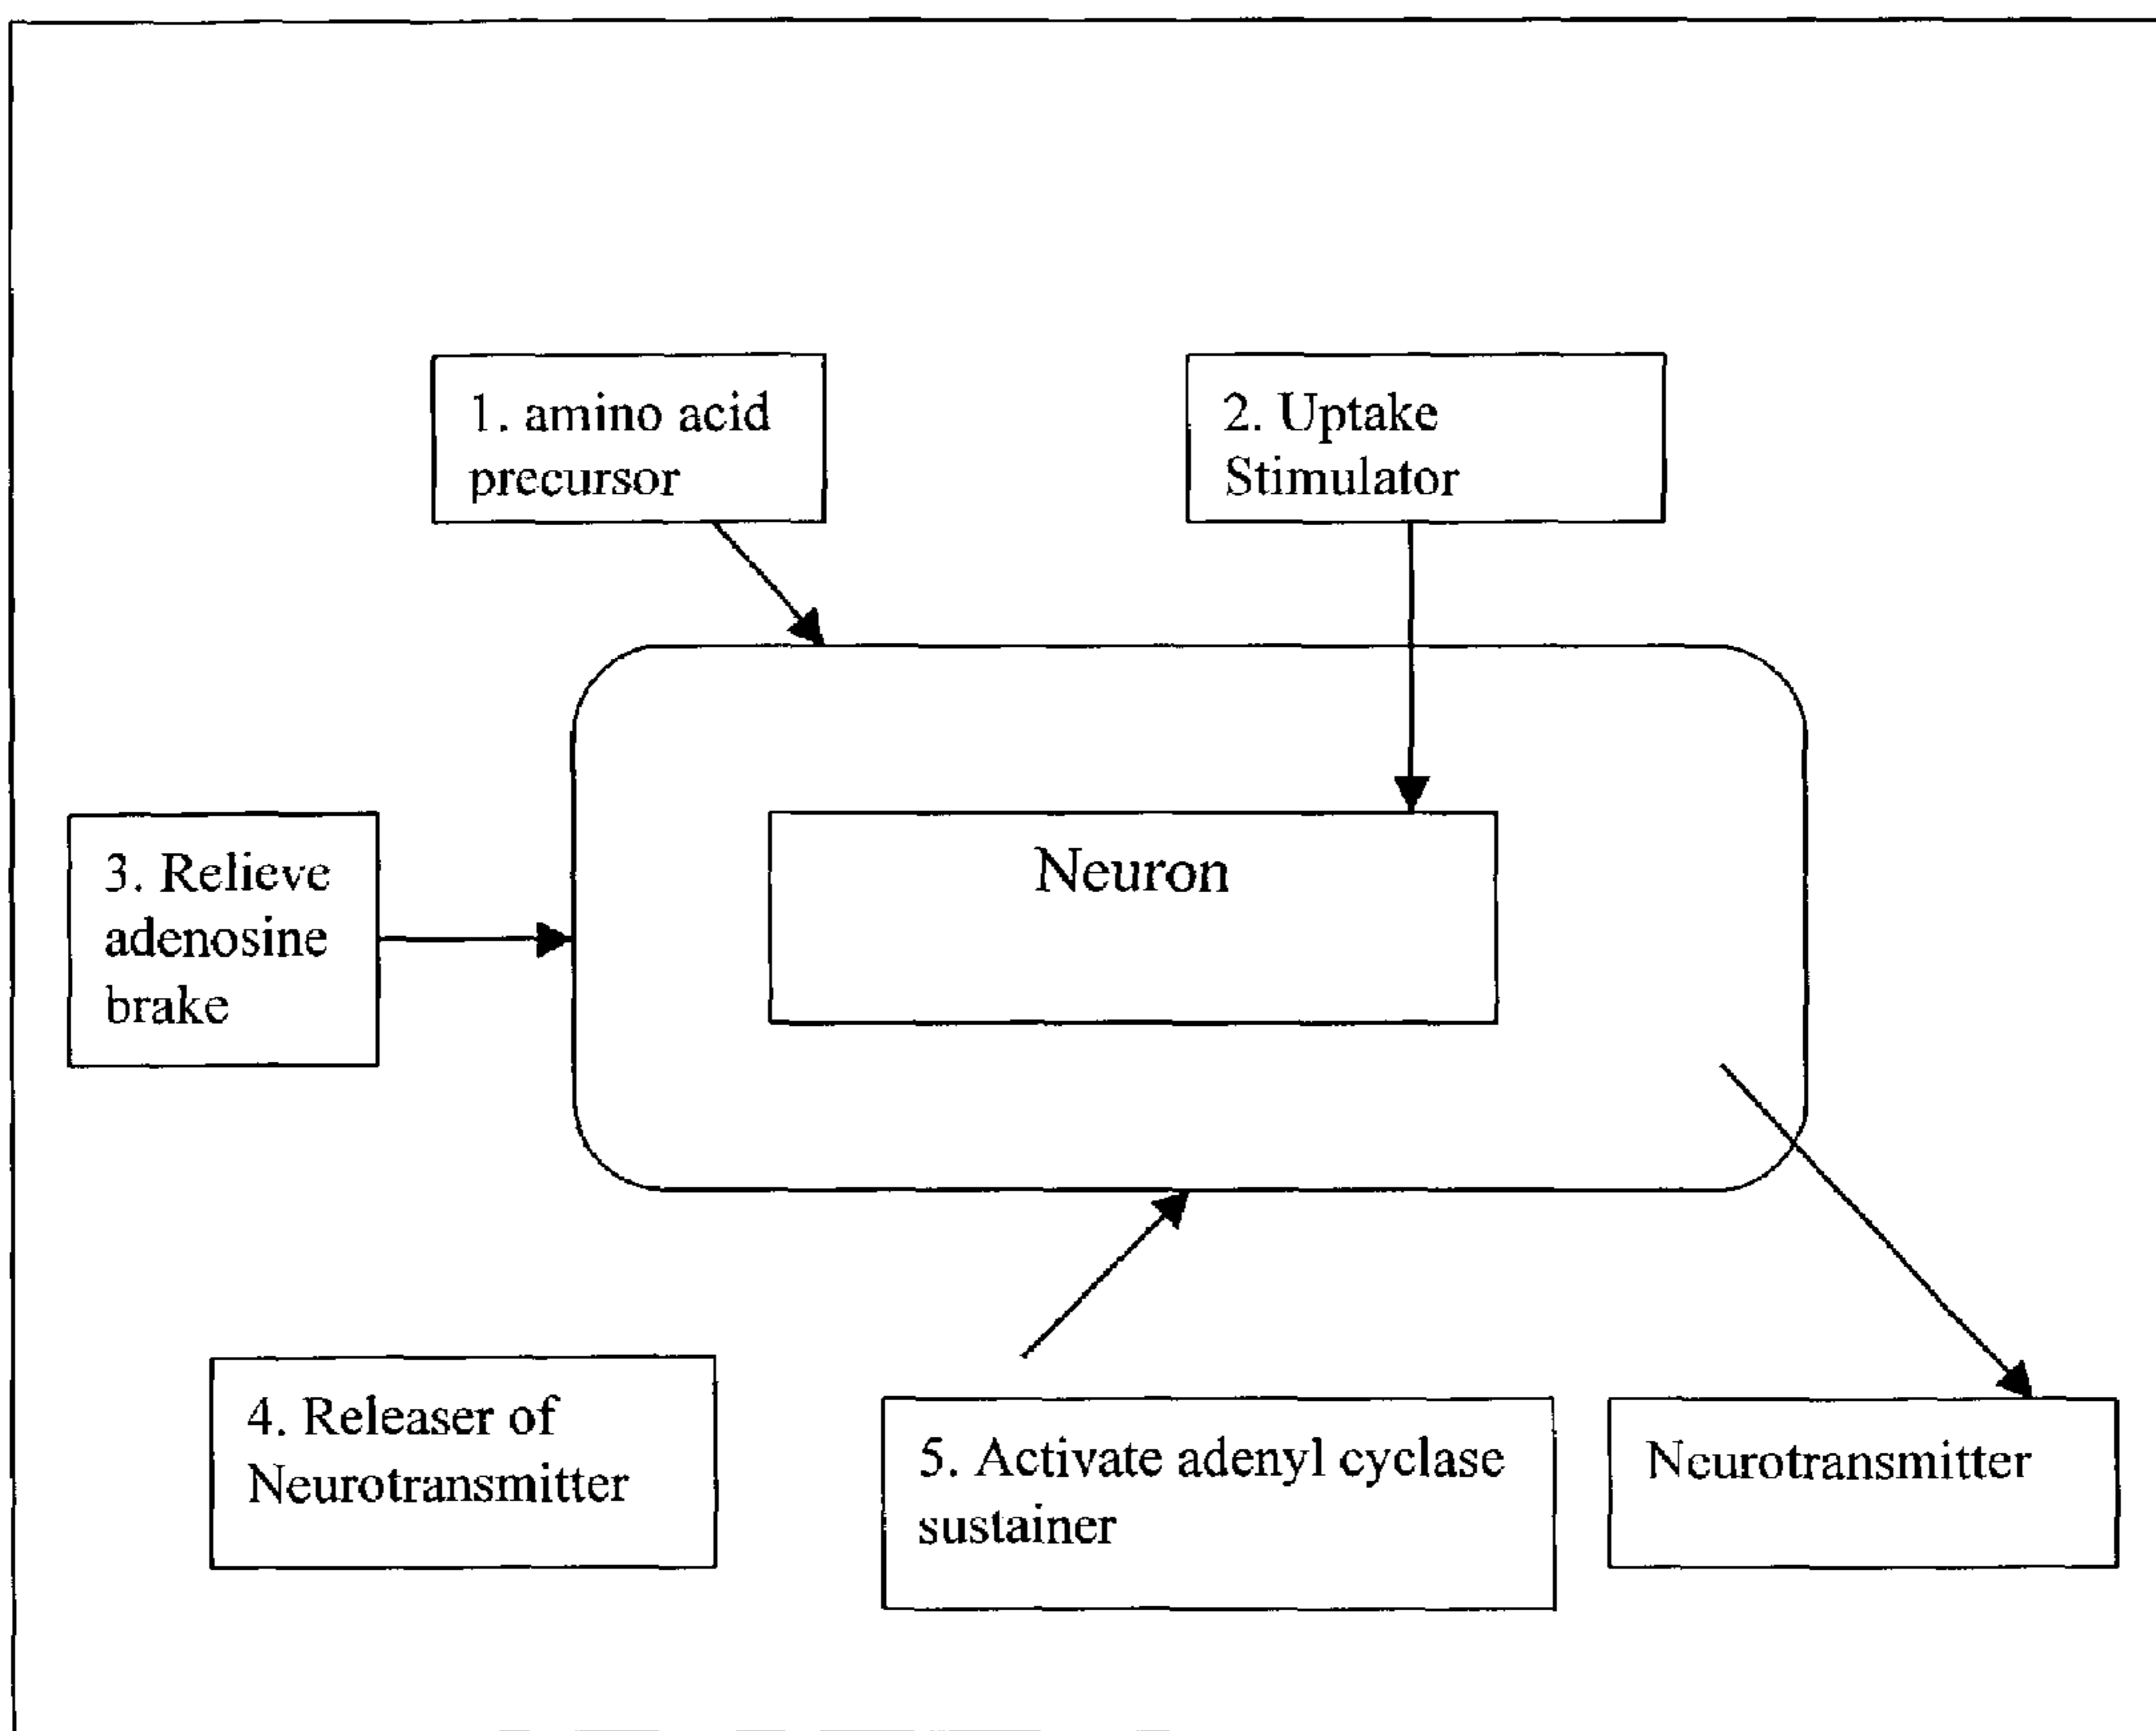 1. amino acid
precursor
2. Uptake
Stimulator
3. Relieve
adenosine
brake
Neuron
4. Releaser of
Neurotransmitter
5. Activate adenyl cyclase
sustainer
Neurotransmitter